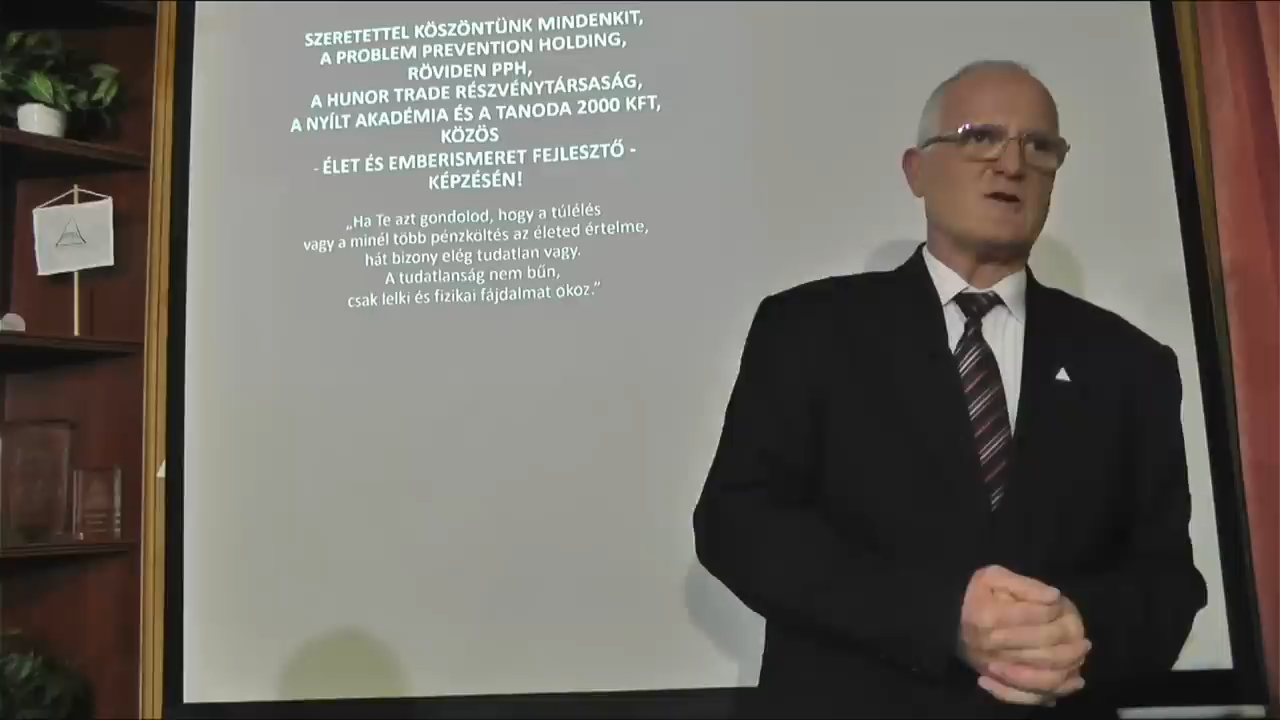 SZERETETTEL KÖSZÖNTÜNK MINDENKIT,
A PROBLEM PREVENTION HOLDING,
RÖVIDEN PPH,
A HUNOR TRADE RÉSZVÉNYTÁRSASÁG,
A NYÍLT AKADÉMIA ÉS A TANODA 2000 KFT,
KÖZÖS
- ÉLET ÉS EMBERISMERET FEJLESZTŐ -
KÉPZÉSÉN!
„Ha Te azt gondolod, hogy a túlélés
vagy a minél több pénzköltés az életed értelme,
hát bizony elég tudatlan vagy.
A tudatlanság nem bűn,
csak lelki és fizikai fájdalmat okoz.”